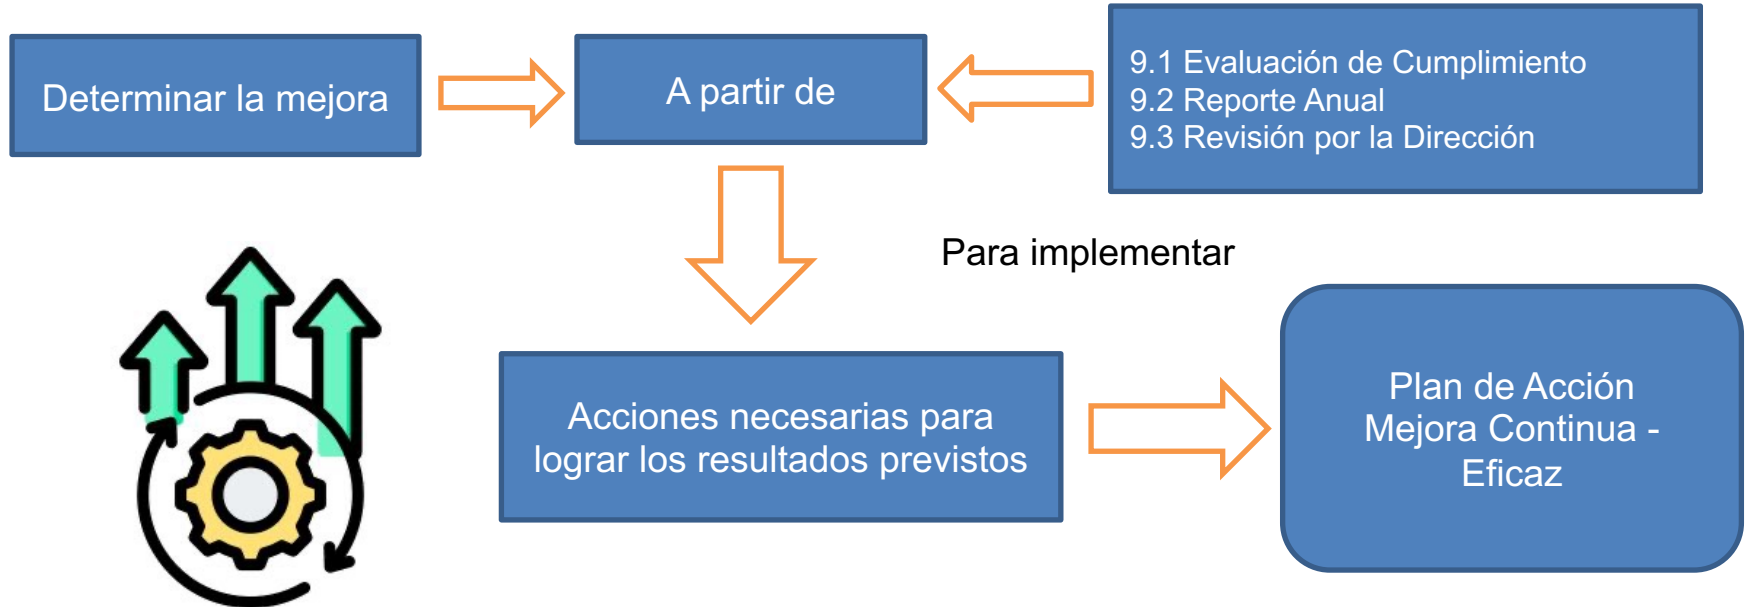 Determinar la mejora
A partir de
9.1 Evaluación de Cumplimiento
9.2 Reporte Anual
9.3 Revisión por la Dirección
Para implementar
Acciones necesarias para
lograr los resultados previstos
Plan de Acción
Mejora Continua -
Eficaz